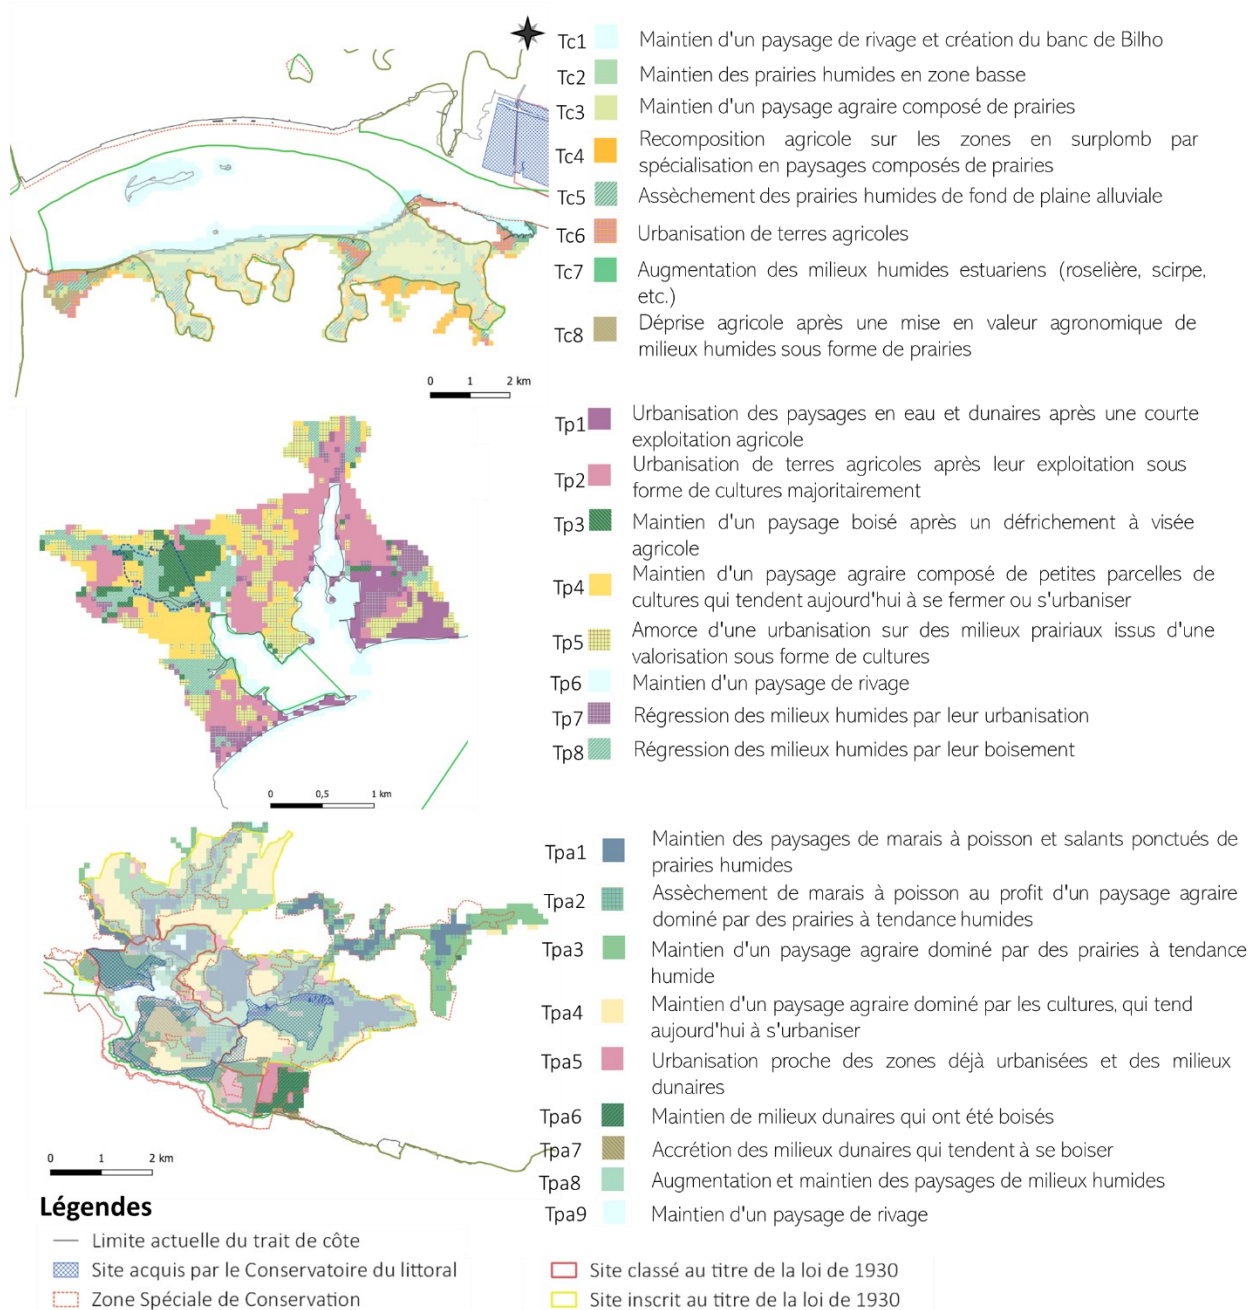 Tc1 Maintien d'un paysage de rivage et création du banc de Bilho
Tc2 Maintien des prairies humides en zone basse
Tc3 Maintien d'un paysage agraire composé de prairies
Tc4 Recomposition agricole sur les zones en surplomb par
spécialisation en paysages composés de prairies
Tc5 Assèchement des prairies humides de fond de plaine alluviale
Tc6 Urbanisation de terres agricoles
Tc7 Augmentation des milieux humides estuariens (roselière, scirpe,
etc.)
Tc8 Déprise agricole après une mise en valeur agronomique de
milieux humides sous forme de prairies
0 1 2 km
Tp1 Urbanisation des paysages en eau et dunaires après une courte
exploitation agricole
Tp2 Urbanisation de terres agricoles après leur exploitation sous
forme de cultures majoritairement
Tp3 Maintien d'un paysage boisé après un défrichement à visée
agricole
Tp4 Maintien d'un paysage agraire composé de petites parcelles de
cultures qui tendent aujourd'hui à se fermer ou s'urbaniser
Tp5 Amorce d'une urbanisation sur des milieux prairiaux issus d'une
valorisation sous forme de cultures
Tp6 Maintien d'un paysage de rivage
Tp7 Régression des milieux humides par leur urbanisation
Tp8 Régression des milieux humides par leur boisement
0 0,5 1 km
Tpa1 Maintien des paysages de marais à poisson et salants ponctués de
prairies humides
Tpa2 Assèchement de marais à poisson au profit d'un paysage agraire
dominé par des prairies à tendance humides
Tpa3 Maintien d'un paysage agraire dominé par des prairies à tendance
humide
Tpa4 Maintien d'un paysage agraire dominé par les cultures, qui tend
aujourd'hui à s'urbaniser
Tpa5 Urbanisation proche des zones déjà urbanisées et des milieux
dunaires
Tpa6 Maintien de milieux dunaires qui ont été boisés
Tpa7 Accrétion des milieux dunaires qui tendent à se boiser
Tpa8 Augmentation et maintien des paysages de milieux humides
Tpa9 Maintien d'un paysage de rivage
0 1 2 km
Légendes
Limite actuelle du trait de côte
Site acquis par le Conservatoire du littoral
Zone Spéciale de Conservation
Site classé au titre de la loi de 1930
Site inscrit au titre de la loi de 1930